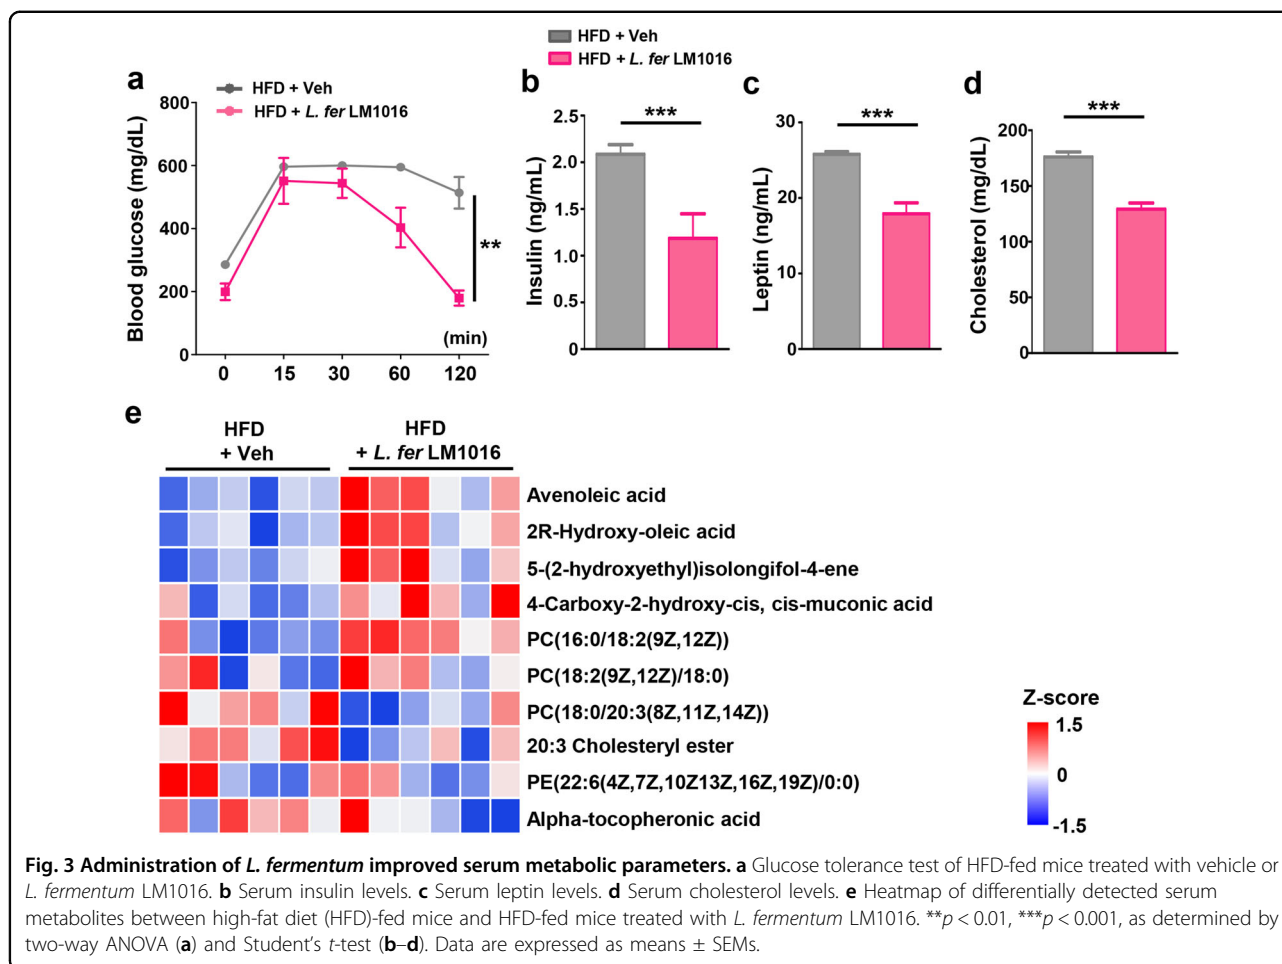 HFD + Veh
HFD + L. fer LM1016
a
HFD + Veh
HFD + L. fer LM1016
Blood glucose (mg/dL)
800
600
400
200
0
**
(min)
0 15 30 60 120
b
***
Insulin (ng/mL)
2.5
2.0
1.5
1.0
0.5
0
c
***
Leptin (ng/mL)
30
20
10
0
d
***
Cholesterol (mg/dL)
200
150
100
50
0
e
HFD
+ Veh
HFD
+ L. fer LM1016
Avenoleic acid
2R-Hydroxy-oleic acid
5-(2-hydroxyethyl)isolongifol-4-ene
4-Carboxy-2-hydroxy-cis, cis-muconic acid
PC(16:0/18:2(9Z,12Z))
PC(18:2(9Z,12Z)/18:0)
PC(18:0/20:3(8Z,11Z,14Z))
20:3 Cholesteryl ester
PE(22:6(4Z,7Z,10Z13Z,16Z,19Z)/0:0)
Alpha-tocopheronic acid
Z-score
1.5
0
-1.5
Fig. 3 Administration of L. fermentum improved serum metabolic parameters. a Glucose tolerance test of HFD-fed mice treated with vehicle or
L. fermentum LM1016. b Serum insulin levels. c Serum leptin levels. d Serum cholesterol levels. e Heatmap of differentially detected serum
metabolites between high-fat diet (HFD)-fed mice and HFD-fed mice treated with L. fermentum LM1016. **p < 0.01, ***p < 0.001, as determined by
two-way ANOVA (a) and Student's t-test (b–d). Data are expressed as means ± SEMs.